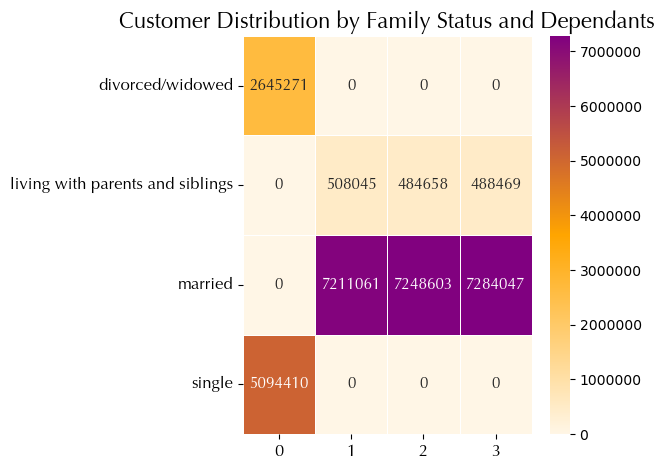 Customer Distribution by Family Status and Dependants
divorced/widowed 2645271 0 0 0
living with parents and siblings 0 508045 484658 488469
married 0 7211061 7248603 7284047
single 5094410 0 0 0
0 1 2 3
7000000
6000000
5000000
4000000
3000000
2000000
1000000
0